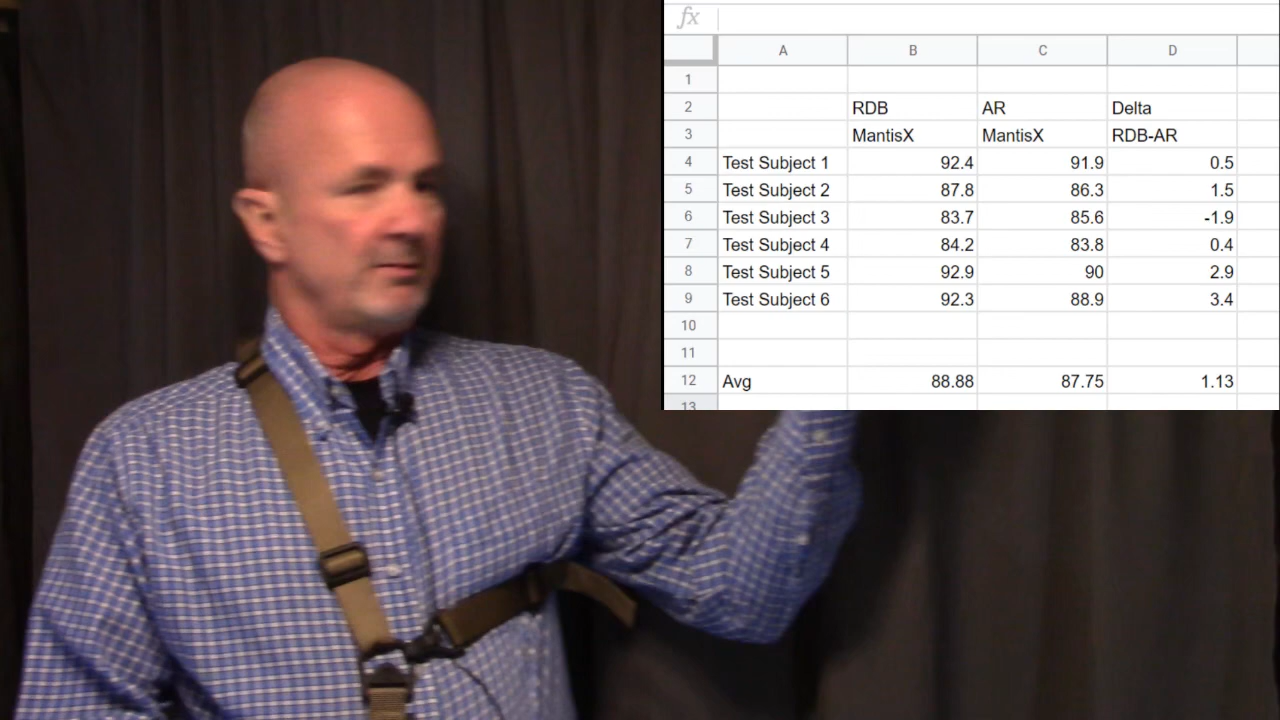 fx
A B C D
1
2 RDB AR Delta
3 MantisX MantisX RDB-AR
4 Test Subject 1 92.4 91.9 0.5
5 Test Subject 2 87.8 86.3 1.5
6 Test Subject 3 83.7 85.6 -1.9
7 Test Subject 4 84.2 83.8 0.4
8 Test Subject 5 92.9 90 2.9
9 Test Subject 6 92.3 88.9 3.4
10
11
12 Avg 88.88 87.75 1.13
13